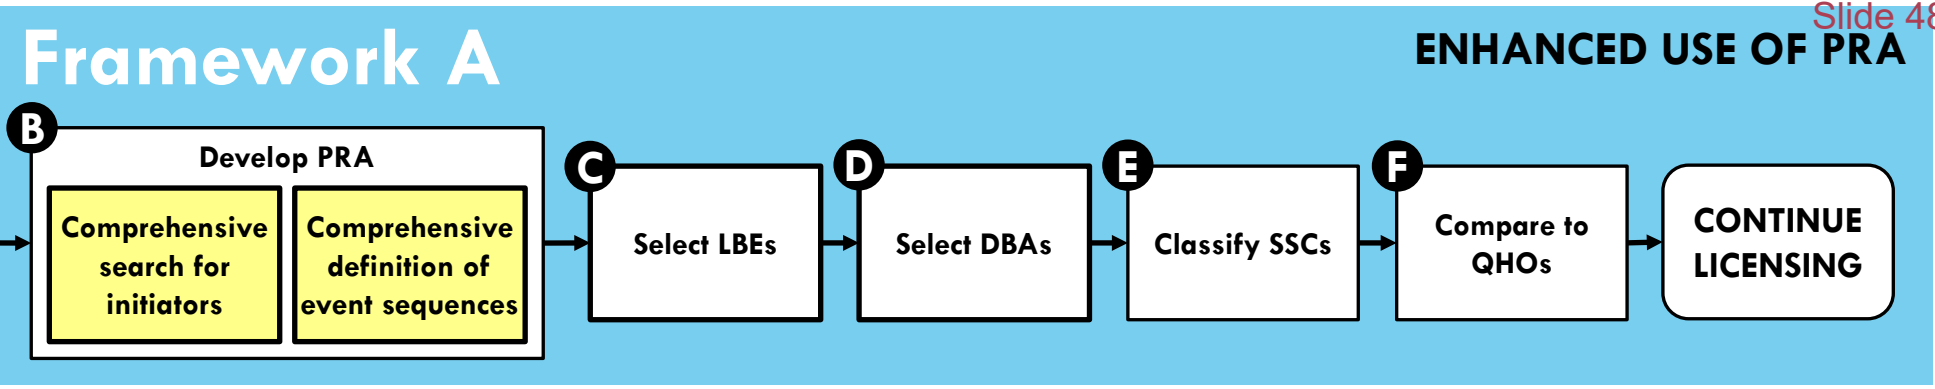 Slide 48
Framework A
ENHANCED USE OF PRA
B
Develop PRA
Comprehensive
search for
initiators
Comprehensive
definition of
event sequences
C
Select LBEs
D
Select DBAs
E
Classify SSCs
F
Compare to
QHOs
CONTINUE
LICENSING